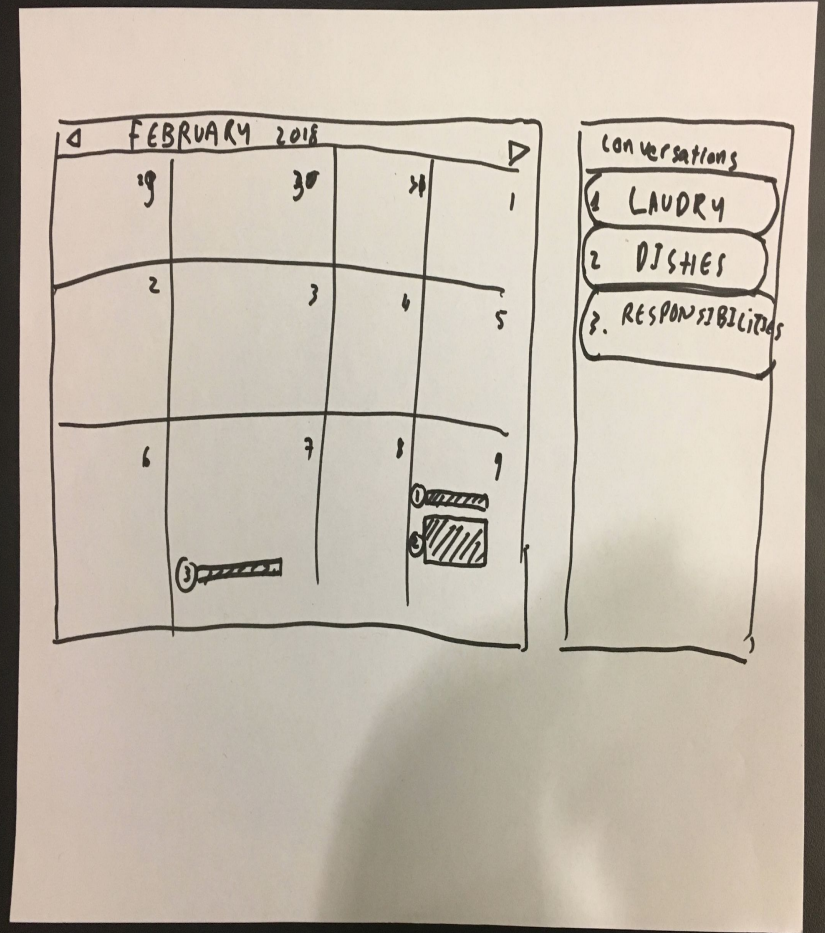 FEBRUARY 2018
29 30 31 1
2 3 4 5
6 7 8 9
1
2
3
Conversations
1 LAUDRY
2 DISHES
3. RESPONSIBILITIES